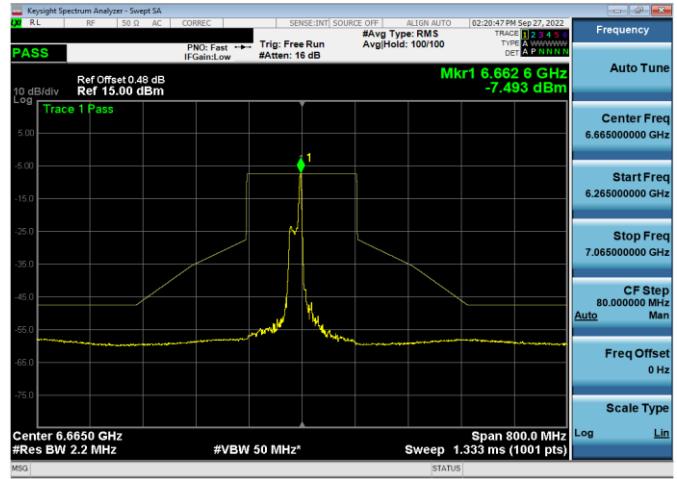 Keysight Spectrum Analyzer - Swept SA
RL RF 50 Ω AC CORREC SENSE:INT SOURCE OFF ALIGN AUTO 02:20:47 PM Sep 27, 2022
PASS
PNO: Fast
IFGain:Low
Trig: Free Run
#Atten: 16 dB
#Avg Type: RMS
Avg|Hold: 100/100
TRACE 1 2 3 4 5 6
TYPE A WWWWW
DET A P N N N N
Ref Offset 0.48 dB
10 dB/div Ref 15.00 dBm
Log
Mkr1 6.662 6 GHz
-7.493 dBm
Trace 1 Pass
1
5.00
-5.00
-15.0
-25.0
-35.0
-45.0
-55.0
-65.0
-75.0
Center 6.6650 GHz
#Res BW 2.2 MHz
#VBW 50 MHz*
Span 800.0 MHz
Sweep 1.333 ms (1001 pts)
MSG
STATUS
Frequency
Auto Tune
Center Freq
6.665000000 GHz
Start Freq
6.265000000 GHz
Stop Freq
7.065000000 GHz
CF Step
80.000000 MHz
Auto Man
Freq Offset
0 Hz
Scale Type
Log Lin